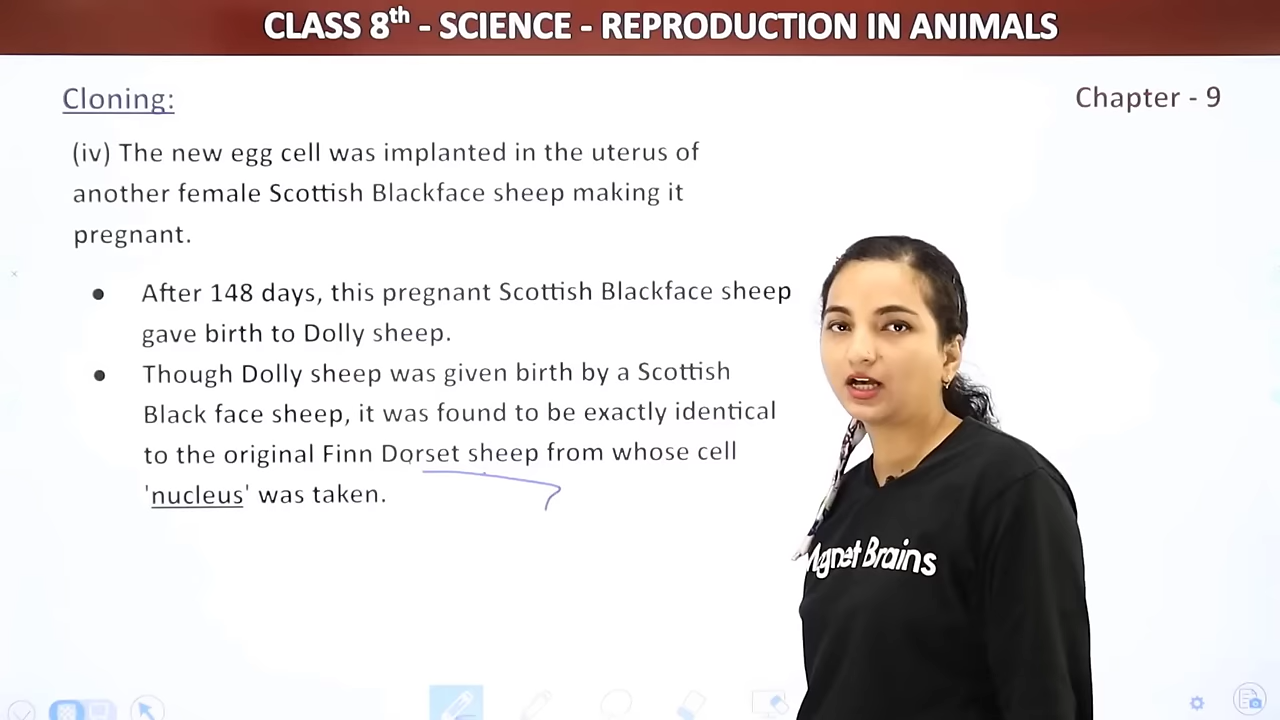 CLASS 8th - SCIENCE - REPRODUCTION IN ANIMALS
Cloning:
Chapter - 9
(iv) The new egg cell was implanted in the uterus of
another female Scottish Blackface sheep making it
pregnant.
● After 148 days, this pregnant Scottish Blackface sheep
gave birth to Dolly sheep.
● Though Dolly sheep was given birth by a Scottish
Black face sheep, it was found to be exactly identical
to the original Finn Dorset sheep from whose cell
'nucleus' was taken.
Magnet Brains